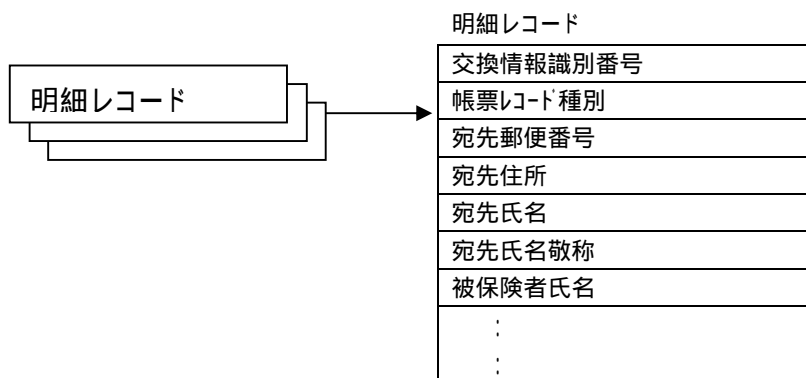 明細レコード
明細レコード
交換情報識別番号
帳票ﾚｺｰﾄﾞ種別
宛先郵便番号
宛先住所
宛先氏名
宛先氏名敬称
被保険者氏名
:
: